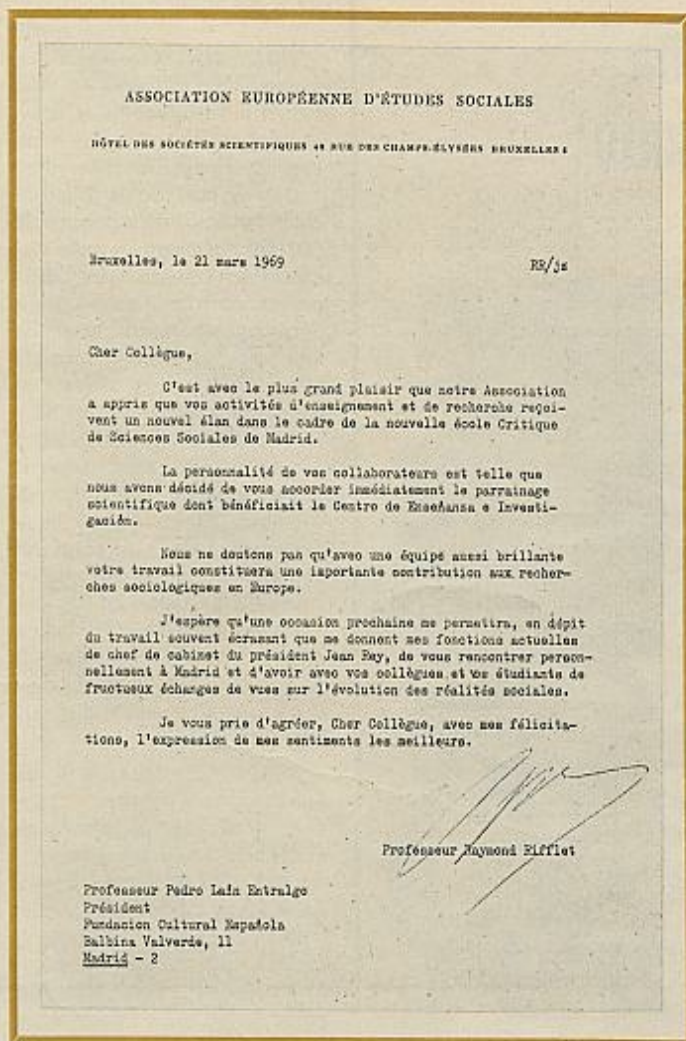 ASSOCIATION EUROPÉENNE D'ÉTUDES SOCIALES
HÔTEL DES SOCIÉTÉS SCIENTIFIQUES 48 RUE DES CHAMPS-ÉLYSÉES BRUXELLES 5
Bruxelles, le 21 mars 1969 RR/js
Cher Collègue,
C'est avec le plus grand plaisir que notre Association
a appris que vos activités d'enseignement et de recherche reçoi-
vent un nouvel élan dans le cadre de la nouvelle école Critique
de Sciences Sociales de Madrid.
La personnalité de vos collaborateurs est telle que
nous avons décidé de vous accorder immédiatement le parrainage
scientifique dont bénéficiait le Centro de Enseñansa e Investi-
gación.
Nous ne doutons pas qu'avec une équipe aussi brillante
votre travail constituera une importante contribution aux recher-
ches sociologiques en Europe.
J'espère qu'une occasion prochaine me permettra, en dépit
du travail souvent écrasant que me donnent mes fonctions actuelles
de chef de cabinet du président Jean Rey, de vous rencontrer person-
nellement à Madrid et d'avoir avec vos collègues et vos étudiants de
fructueux échanges de vues sur l'évolution des réalités sociales.
Je vous prie d'agréer, Cher Collègue, avec mes félicita-
tions, l'expression de mes sentiments les meilleurs.
Professeur Raymond Rifflet
Professeur Pedro Laín Entralgo
Président
Fundacion Cultural Española
Balbina Valverde, 11
Madrid - 2